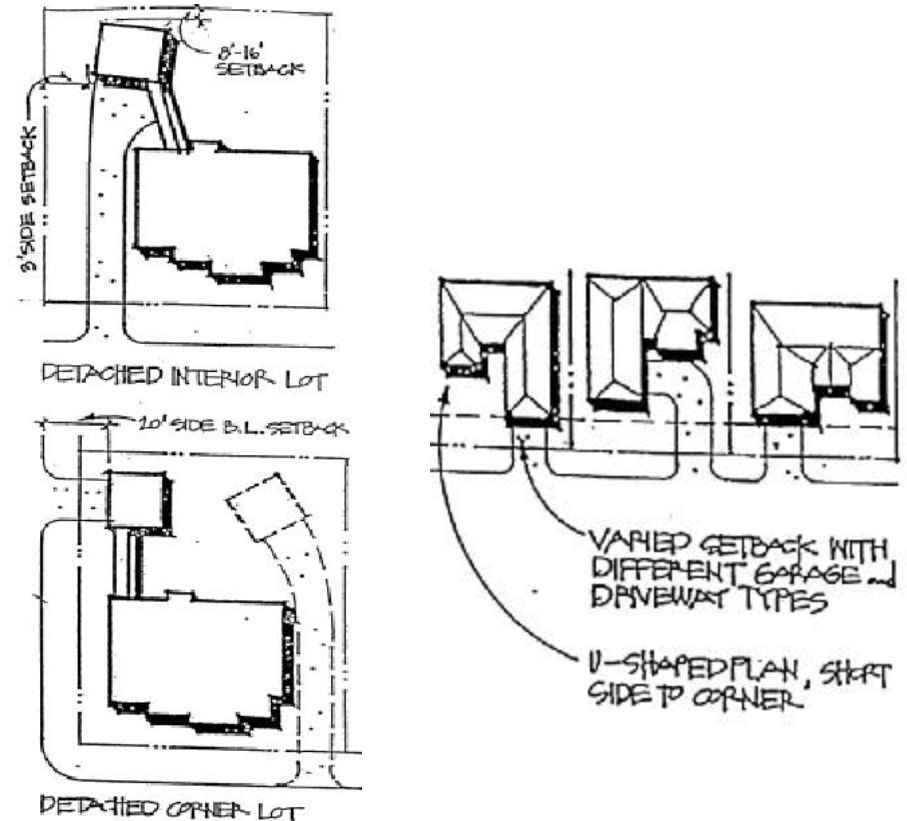 8'-16'
SETBACK
3' SIDE SETBACK
DETACHED INTERIOR LOT
20' SIDE B.L. SETBACK
DETACHED CORNER LOT
VARIED SETBACK WITH
DIFFERENT GARAGE and
DRIVEWAY TYPES
U-SHAPED PLAN, SHORT
SIDE TO CORNER